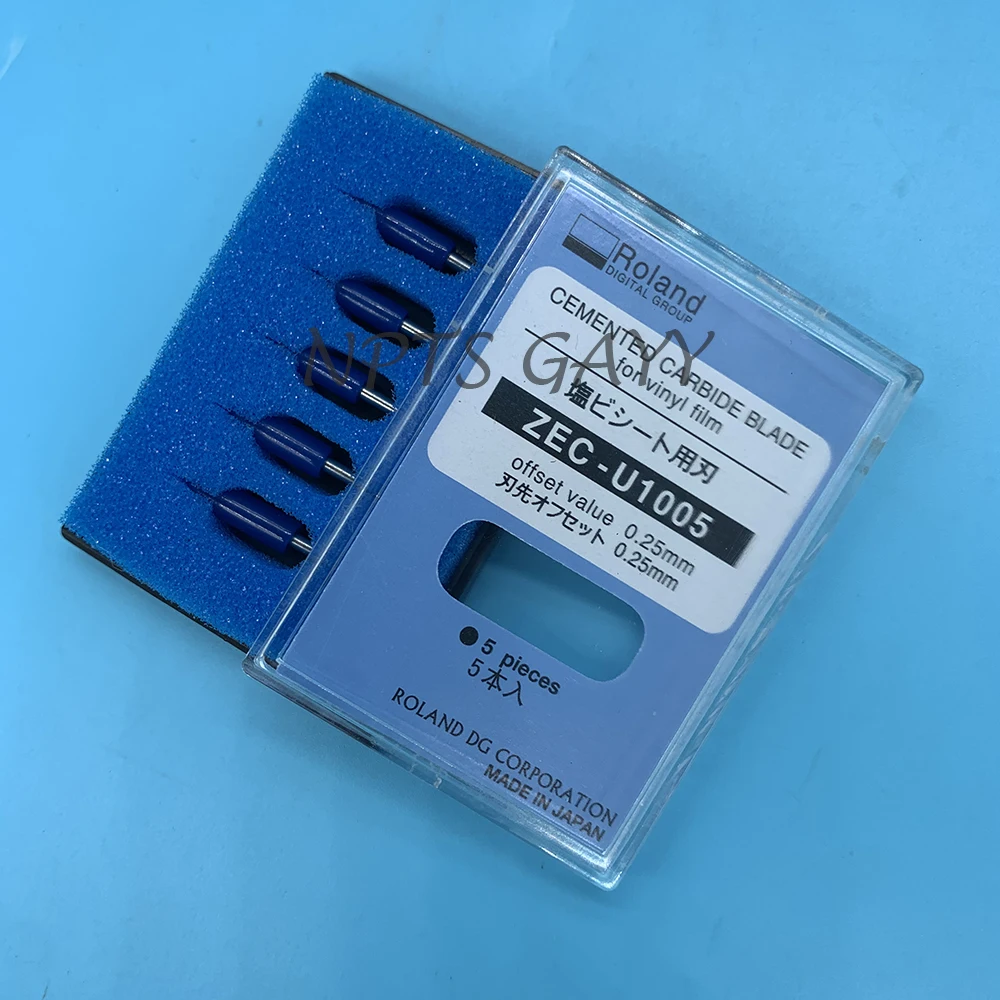 Roland
DIGITAL GROUP
CEMENTED CARBIDE BLADE
for vinyl film
塩ビシート用刃
ZEC-U1005
offset value 0.25mm
刃先オフセット 0.25mm
● 5 pieces
5本入
ROLAND DG CORPORATION
MADE IN JAPAN
NPTS GAYY